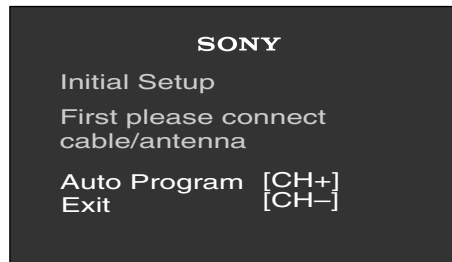 SONY
Initial Setup
First please connect
cable/antenna
Auto Program [CH+]
Exit [CH–]